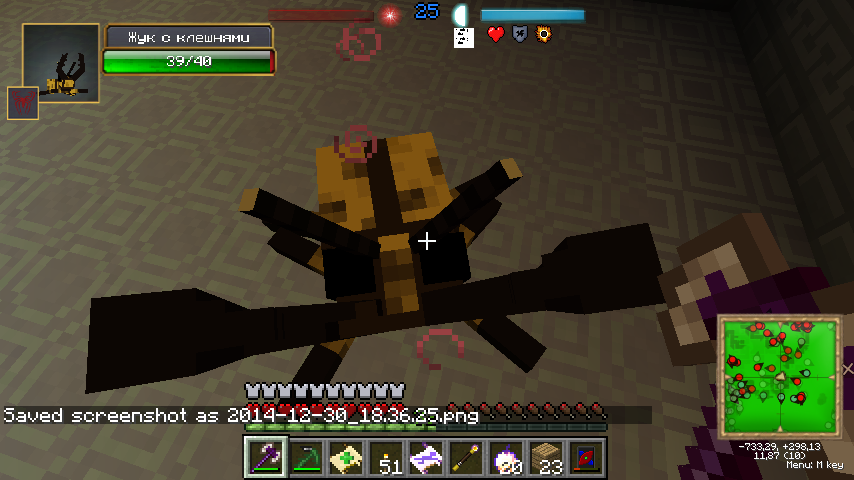 25
Жук с клешнями
39/40
Saved screenshot as 2014-12-30_18.36.25.png
51
20
23
-733,29, +298,13
11,87 (10)
Menu: M key